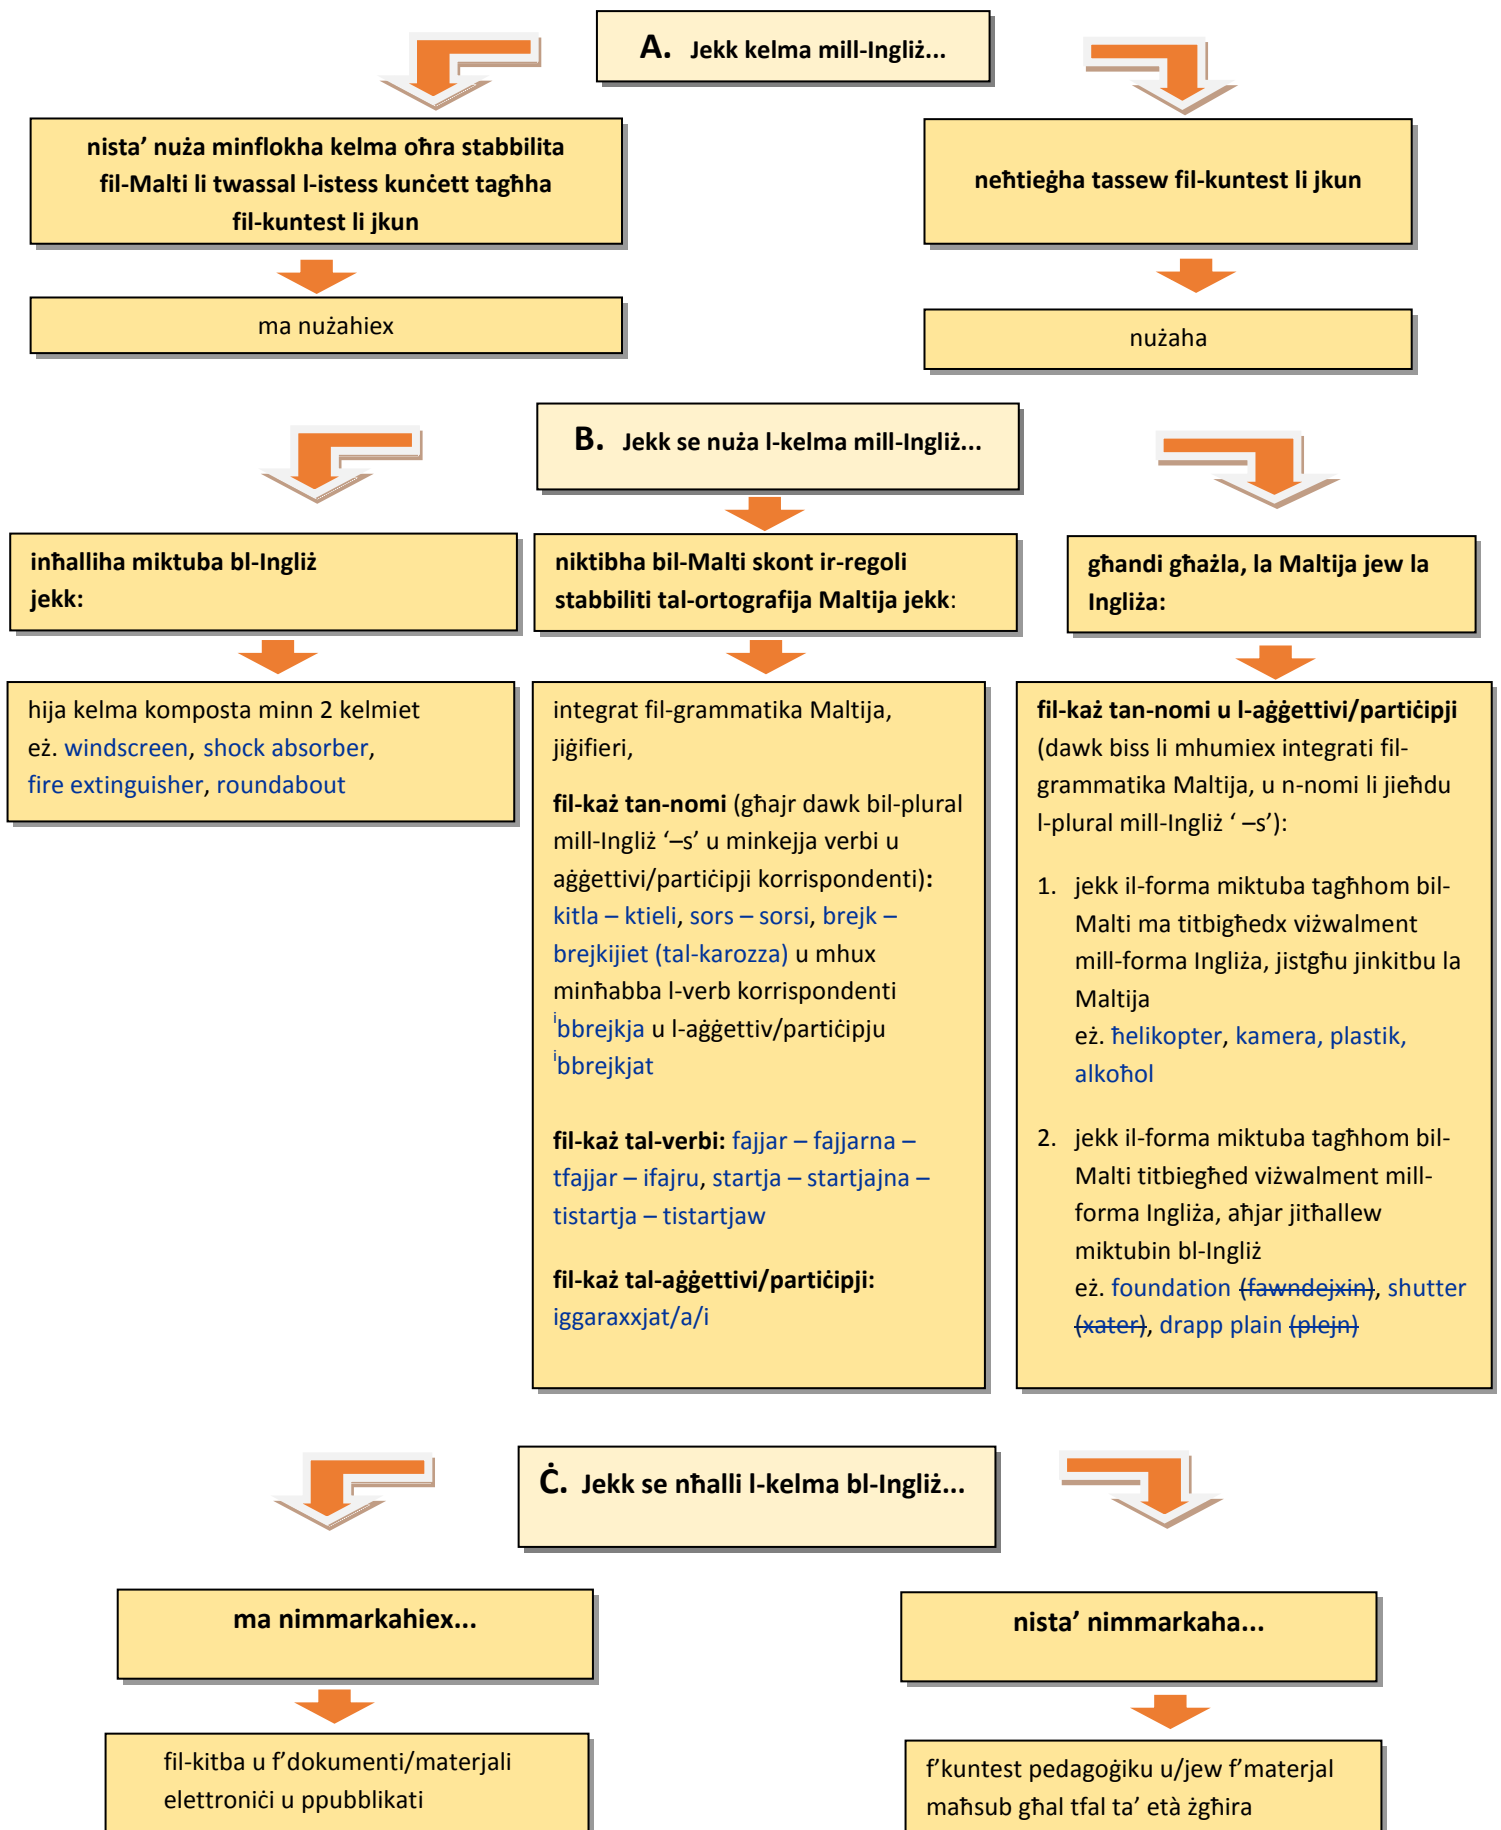 A. Jekk kelma mill-Ingliż...
nista’ nuża minflokha kelma oħra stabbilita
fil-Malti li twassal l-istess kunċett tagħha
fil-kuntest li jkun
neħtieġha tassew fil-kuntest li jkun
ma nużahiex
nużaha
B. Jekk se nuża l-kelma mill-Ingliż...
inħalliha miktuba bl-Ingliż
jekk:
niktibha bil-Malti skont ir-regoli
stabbiliti tal-ortografija Maltija jekk:
għandi għażla, la Maltija jew la
Ingliża:
hija kelma komposta minn 2 kelmiet
eż. windscreen, shock absorber,
fire extinguisher, roundabout
integrat fil-grammatika Maltija,
jiġifieri,
fil-każ tan-nomi (għajr dawk bil-plural
mill-Ingliż ‘–s’ u minkejja verbi u
aġġettivi/partiċipji korrispondenti):
kitla – ktieli, sors – sorsi, brejk –
brejkijiet (tal-karozza) u mhux
minħabba l-verb korrispondenti
ibbrejkja u l-aġġettiv/partiċipju
ibbrejkjat
fil-każ tal-verbi: fajjar – fajjarna –
tfajjar – ifajru, startja – startjajna –
tistartja – tistartjaw
fil-każ tal-aġġettivi/partiċipji:
iggaraxxjat/a/i
fil-każ tan-nomi u l-aġġettivi/partiċipji
(dawk biss li mhumiex integrati fil-
grammatika Maltija, u n-nomi li jieħdu
l-plural mill-Ingliż ‘ –s’):
1. jekk il-forma miktuba tagħhom bil-
Malti ma titbigħedx viżwalment
mill-forma Ingliża, jistgħu jinkitbu la
Maltija
eż. ħelikopter, kamera, plastik,
alkoħol
2. jekk il-forma miktuba tagħhom bil-
Malti titbiegħed viżwalment mill-
forma Ingliża, aħjar jitħallew
miktubin bl-Ingliż
eż. foundation (fawndejxin), shutter
(xater), drapp plain (plejn)
Ċ. Jekk se nħalli l-kelma bl-Ingliż...
ma nimmarkahiex...
nista’ nimmarkaha...
fil-kitba u f’dokumenti/materjali
elettroniċi u ppubblikati
f’kuntest pedagoġiku u/jew f’materjal
maħsub għal tfal ta’ età żgħira